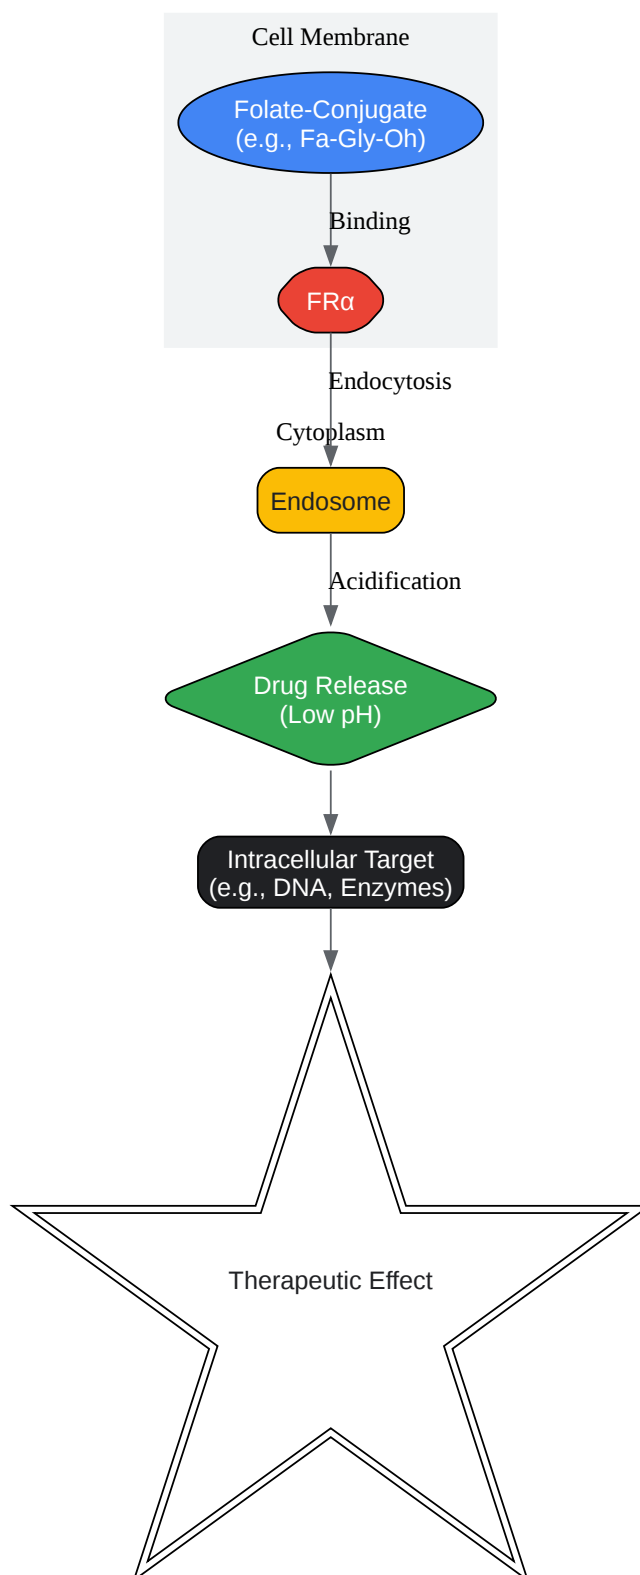 Cell Membrane
Folate-Conjugate
(e.g., Fa-Gly-Oh)
Binding
FRα
Endocytosis
Cytoplasm
Endosome
Acidification
Drug Release
(Low pH)
Intracellular Target
(e.g., DNA, Enzymes)
Therapeutic Effect